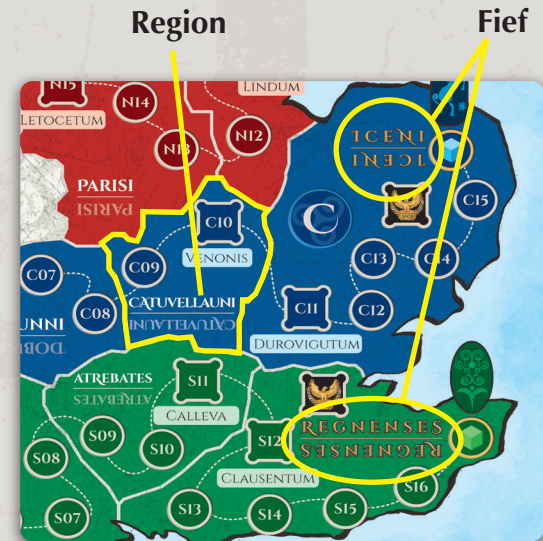 Region
Fief
N15
N14
LINDUM
LETOCETUM
N13
N12
ICENI
ICENI
PARISI
PARISI
C10
C
C15
VENONIS
C07
C09
C13
C14
CATUVELLAUNI
CATUVELLAUNI
C11
C12
C08
UNNI
DOBU
DUROVIGUTUM
ATREBATES
ATREBATES
S11
CALLEVA
REGNENSES
REGNENSES
S09
S10
S12
S08
CLAUSENTUM
S16
S07
S13
S14
S15